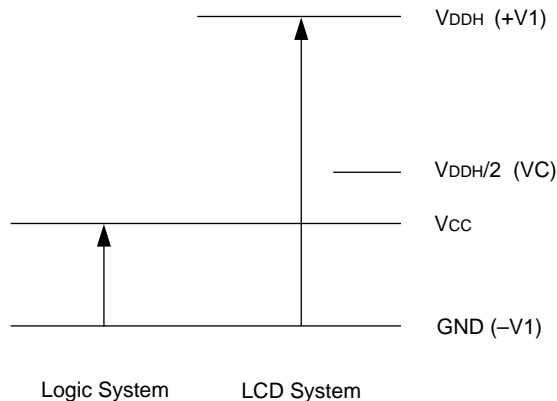 VDDH (+V1)
VDDH/2 (VC)
VCC
GND (–V1)
Logic System LCD System